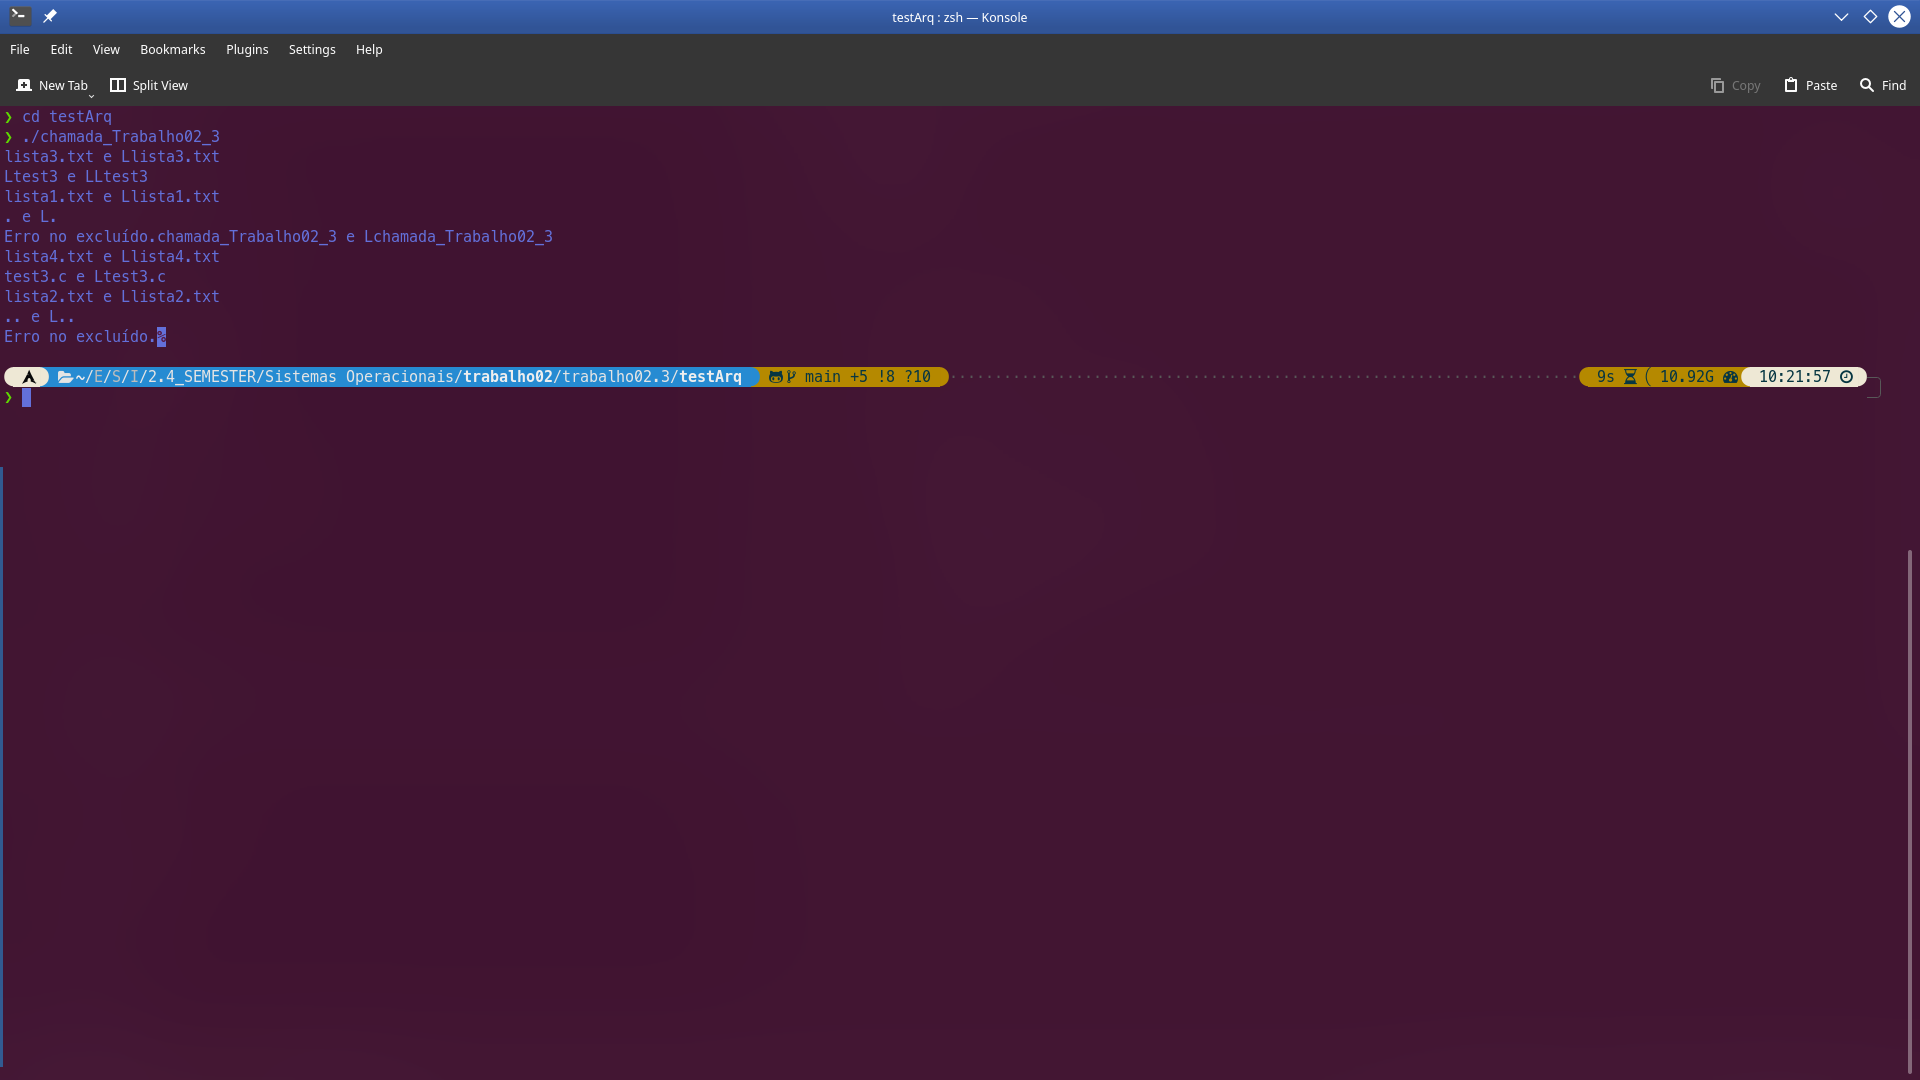 testArq : zsh — Konsole
File Edit View Bookmarks Plugins Settings Help
New Tab Split View Copy Paste Find
❯ cd testArq
❯ ./chamada_Trabalho02_3
lista3.txt e Llista3.txt
Ltest3 e LLtest3
lista1.txt e Llista1.txt
. e L.
Erro no excluído.chamada_Trabalho02_3 e Lchamada_Trabalho02_3
lista4.txt e Llista4.txt
test3.c e Ltest3.c
lista2.txt e Llista2.txt
.. e L..
Erro no excluído.%
~/E/S/I/2.4_SEMESTER/Sistemas Operacionais/trabalho02/trabalho02.3/testArq main +5 !8 ?10 9s 10.92G 10:21:57
❯